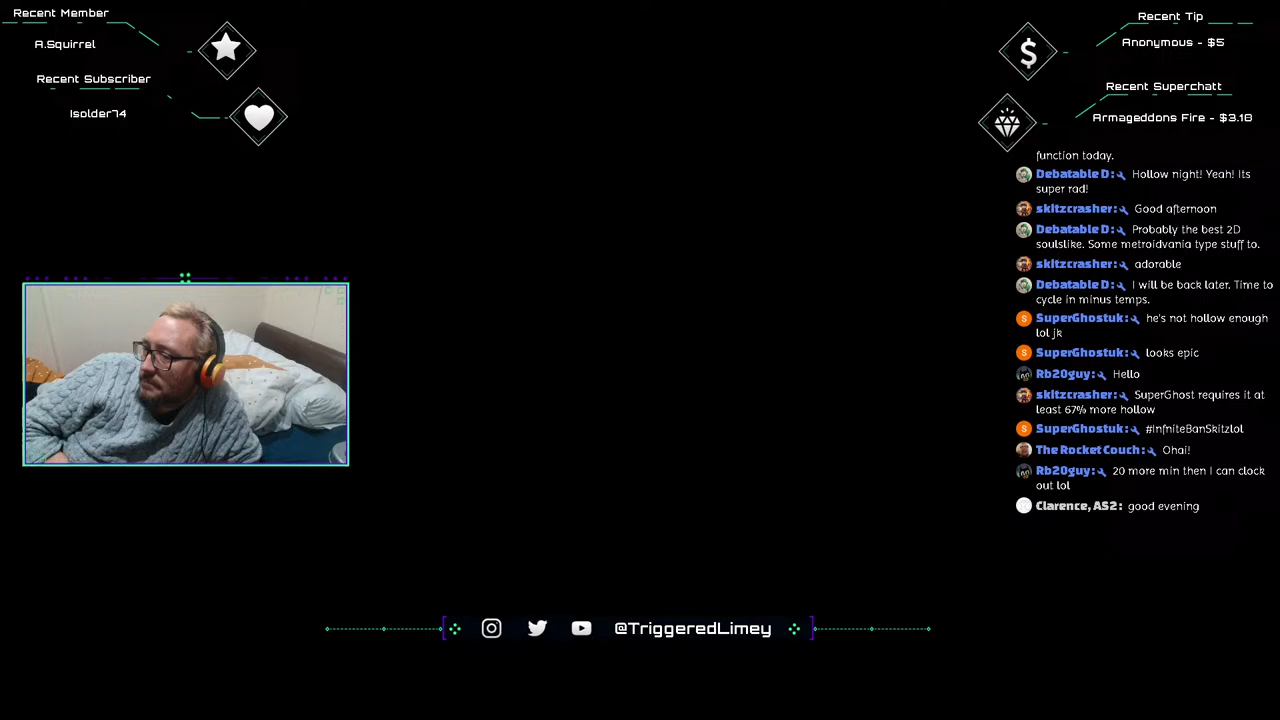 Recent Member
A.Squirrel
Recent Subscriber
Isolder74
Recent Tip
Anonymous - $5
Recent Superchatt
Armageddons Fire - $3.18
function today.
Debatable D: Hollow night! Yeah! Its
super rad!
skitzcrasher: Good afternoon
Debatable D: Probably the best 2D
soulslike. Some metroidvania type stuff to.
skitzcrasher: adorable
Debatable D: I will be back later. Time to
cycle in minus temps.
SuperGhostuk: he's not hollow enough
lol jk
SuperGhostuk: looks epic
Rb20guy: Hello
skitzcrasher: SuperGhost requires it at
least 67% more hollow
SuperGhostuk: #InfniteBanSkitzlol
The Rocket Couch: Ohai!
Rb20guy: 20 more min then I can clock
out lol
Clarence, AS2: good evening
@TriggeredLimey